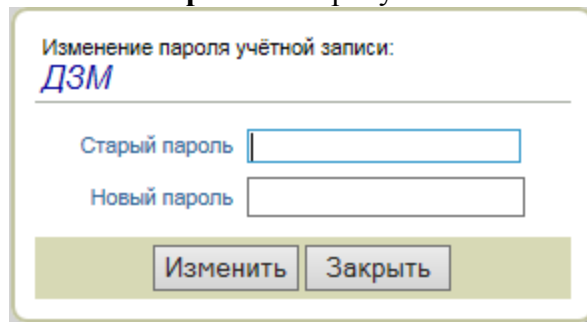 Изменение пароля учётной записи:
ДЗМ
Старый пароль
Новый пароль
Изменить Закрыть